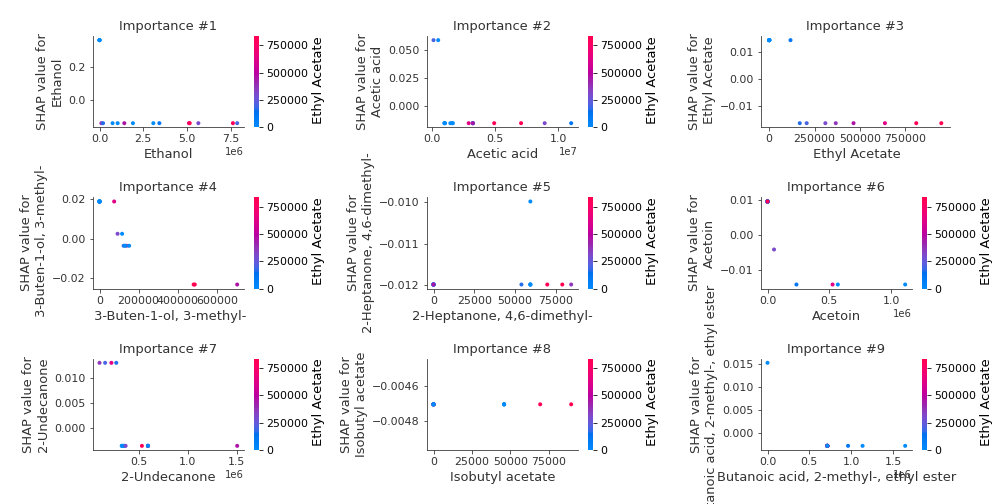 Importance #1
SHAP value for
Ethanol
0.2
0.0
0.0
2.5
5.0
7.5
1e6
Ethanol
750000
500000
250000
0
Ethyl Acetate
Importance #2
SHAP value for
Acetic acid
0.050
0.025
0.000
0.0
0.5
1.0
1e7
Acetic acid
750000
500000
250000
0
Ethyl Acetate
Importance #3
SHAP value for
Ethyl Acetate
0.01
0.00
−0.01
0
250000
500000
750000
Ethyl Acetate
Importance #4
SHAP value for
3-Buten-1-ol, 3-methyl-
0.02
0.00
−0.02
0
200000
400000
600000
3-Buten-1-ol, 3-methyl-
750000
500000
250000
0
Ethyl Acetate
Importance #5
SHAP value for
2-Heptanone, 4,6-dimethyl-
−0.010
−0.011
−0.012
0
25000
50000
75000
2-Heptanone, 4,6-dimethyl-
750000
500000
250000
0
Ethyl Acetate
Importance #6
SHAP value for
Acetoin
0.01
0.00
−0.01
0.0
0.5
1.0
1e6
Acetoin
750000
500000
250000
0
Ethyl Acetate
Importance #7
SHAP value for
2-Undecanone
0.010
0.005
0.000
0.5
1.0
1.5
1e6
2-Undecanone
750000
500000
250000
0
Ethyl Acetate
Importance #8
SHAP value for
Isobutyl acetate
−0.0046
−0.0048
0
25000
50000
75000
Isobutyl acetate
750000
500000
250000
0
Ethyl Acetate
Importance #9
SHAP value for
tanoic acid, 2-methyl-, ethyl ester
0.015
0.010
0.005
0.000
0.0
0.5
1.0
1.5
1e6
Butanoic acid, 2-methyl-, ethyl ester
750000
500000
250000
0
Ethyl Acetate